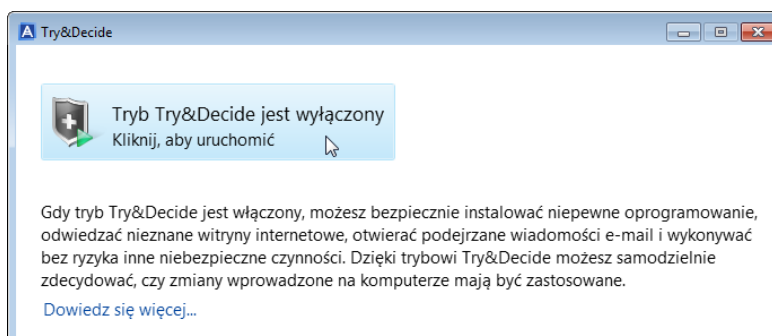 Try&Decide
Tryb Try&Decide jest wyłączony
Kliknij, aby uruchomić
Gdy tryb Try&Decide jest włączony, możesz bezpiecznie instalować niepewne oprogramowanie,
odwiedzać nieznane witryny internetowe, otwierać podejrzane wiadomości e-mail i wykonywać
bez ryzyka inne niebezpieczne czynności. Dzięki trybowi Try&Decide możesz samodzielnie
zdecydować, czy zmiany wprowadzone na komputerze mają być zastosowane.
Dowiedz się więcej...